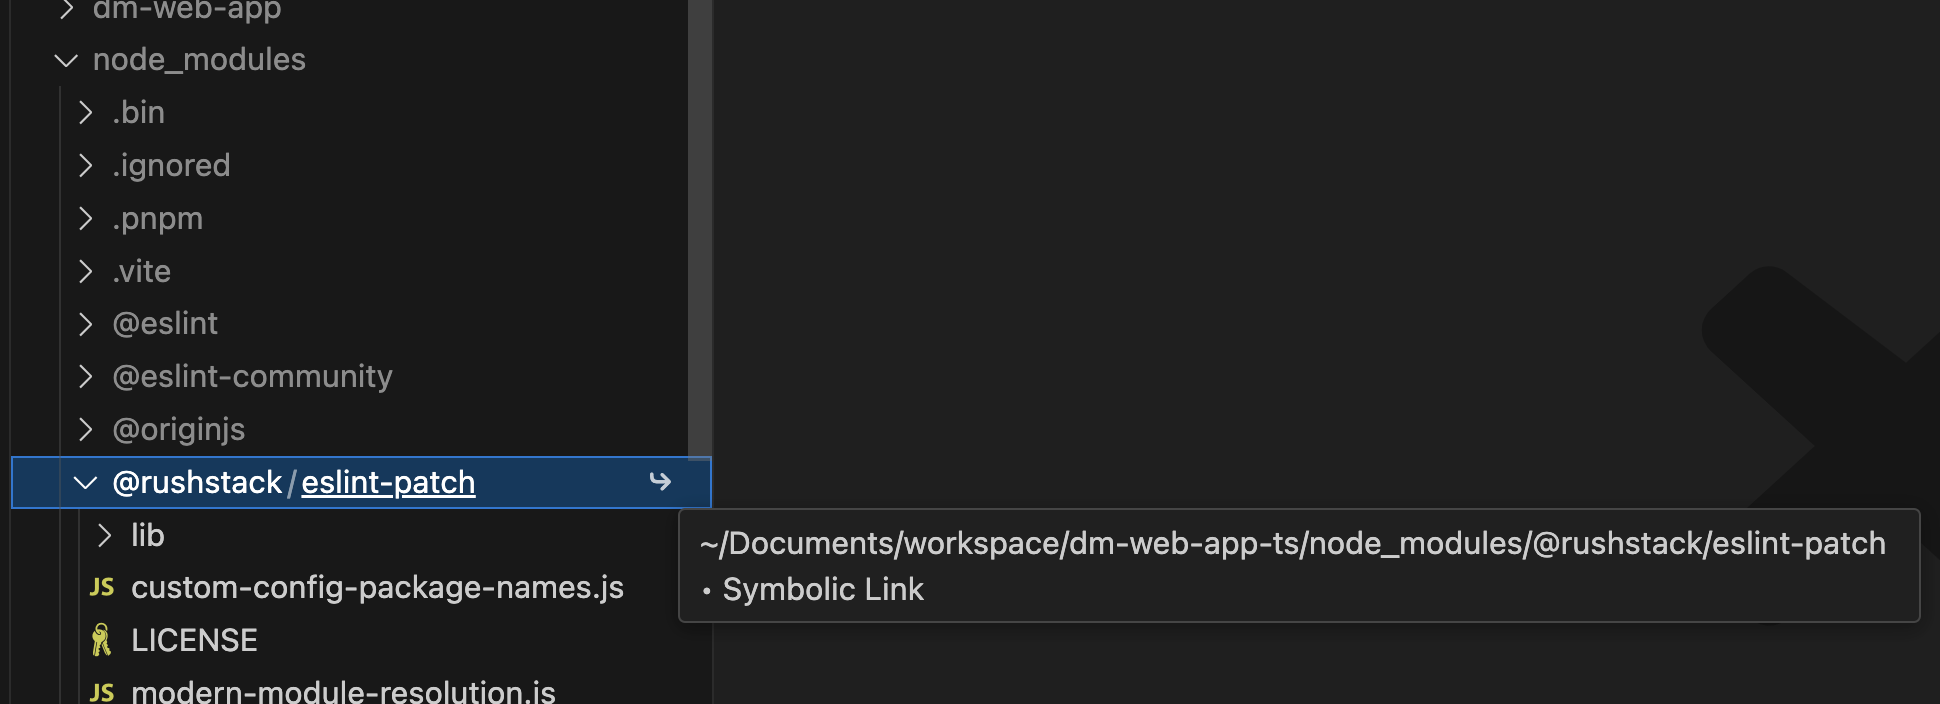 dm-web-app
node_modules
.bin
.ignored
.pnpm
.vite
@eslint
@eslint-community
@originjs
@rushstack/eslint-patch
lib
~/Documents/workspace/dm-web-app-ts/node_modules/@rushstack/eslint-patch
• Symbolic Link
JS custom-config-package-names.js
LICENSE
JS modern-module-resolution.js